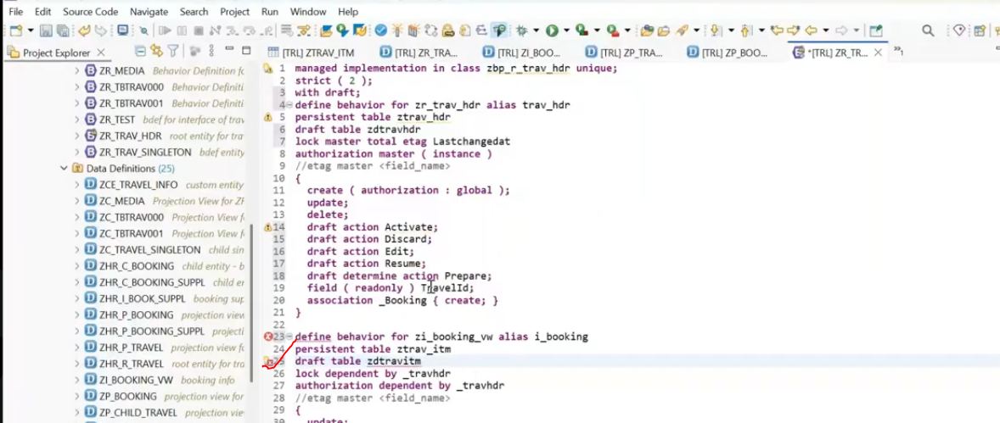 File Edit Source Code Navigate Search Project Run Window Help
Project Explorer
[TRL] ZTRAV_ITM
[TRL] ZR_TRA...
[TRL] ZI_BOO...
[TRL] ZP_TRA...
[TRL] ZP_BOO...
*[TRL] ZR_TR...
ZR_MEDIA Behavior Definition fo
ZR_TBTRAV000 Behavior Definiti
ZR_TBTRAV001 Behavior Definiti
ZR_TEST bdef for interface of trav
ZR_TRAV_HDR root entity for tra
ZR_TRAV_SINGLETON bdef entity
Data Definitions (25)
ZCE_TRAVEL_INFO custom entity
ZC_MEDIA Projection View for ZR
ZC_TBTRAV000 Projection View f
ZC_TBTRAV001 Projection View f
ZC_TRAVEL_SINGLETON child sin
ZHR_C_BOOKING child entity - b
ZHR_C_BOOKING_SUPPL child er
ZHR_I_BOOK_SUPPL booking sup
ZHR_P_BOOKING projection view
ZHR_P_BOOKING_SUPPL projecti
ZHR_P_TRAVEL projection view fo
ZHR_R_TRAVEL root entity for tra
ZI_BOOKING_VW booking info
ZP_BOOKING projection view for
ZP_CHILD_TRAVEL projection vie
1 managed implementation in class zbp_r_trav_hdr unique;
2 strict ( 2 );
3 with draft;
4 define behavior for zr_trav_hdr alias trav_hdr
5 persistent table ztrav_hdr
6 draft table zdtravhdr
7 lock master total etag Lastchangedat
8 authorization master ( instance )
9 //etag master <field_name>
10 {
11 create ( authorization : global );
12 update;
13 delete;
14 draft action Activate;
15 draft action Discard;
16 draft action Edit;
17 draft action Resume;
18 draft determine action Prepare;
19 field ( readonly ) TravelId;
20 association _Booking { create; }
21 }
22
23 define behavior for zi_booking_vw alias i_booking
24 persistent table ztrav_itm
25 draft table zdtravitm
26 lock dependent by _travhdr
27 authorization dependent by _travhdr
28 //etag master <field_name>
29 {
30 update;